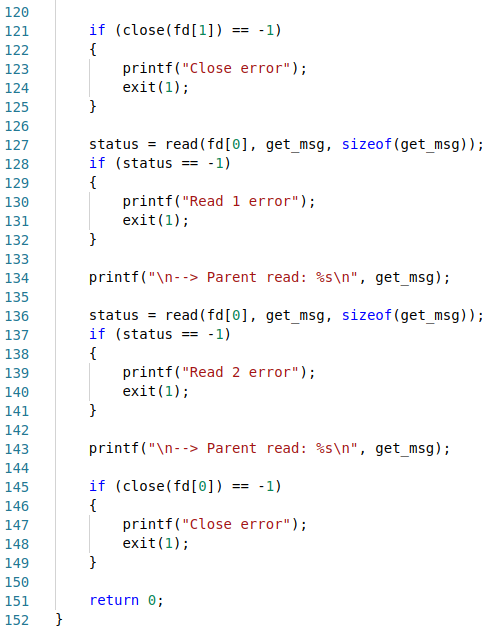 120
121 if (close(fd[1]) == -1)
122 {
123 printf("Close error");
124 exit(1);
125 }
126
127 status = read(fd[0], get_msg, sizeof(get_msg));
128 if (status == -1)
129 {
130 printf("Read 1 error");
131 exit(1);
132 }
133
134 printf("\n--> Parent read: %s\n", get_msg);
135
136 status = read(fd[0], get_msg, sizeof(get_msg));
137 if (status == -1)
138 {
139 printf("Read 2 error");
140 exit(1);
141 }
142
143 printf("\n--> Parent read: %s\n", get_msg);
144
145 if (close(fd[0]) == -1)
146 {
147 printf("Close error");
148 exit(1);
149 }
150
151 return 0;
152 }